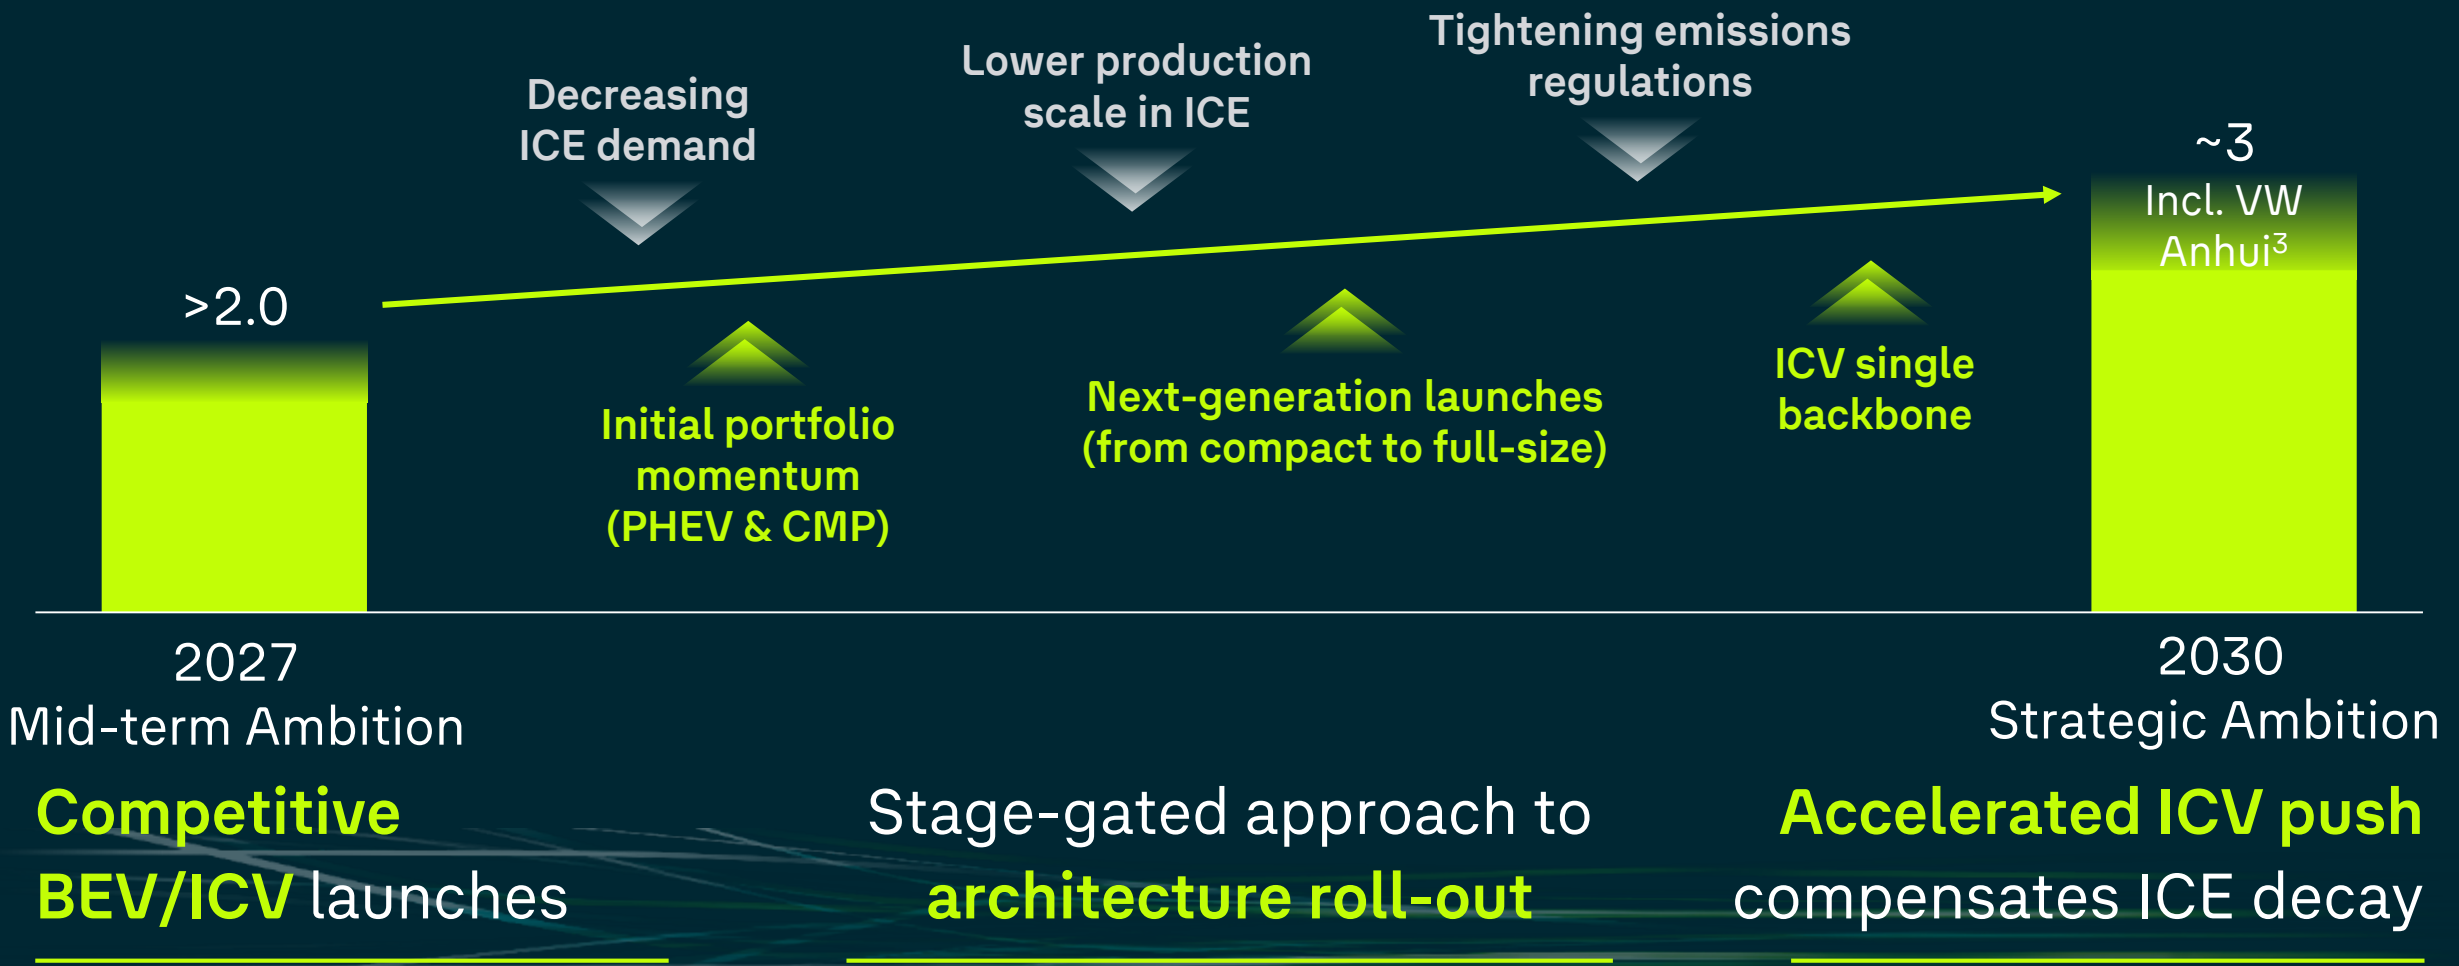 Decreasing
ICE demand
Lower production
scale in ICE
Tightening emissions
regulations
>2.0
~3
Incl. VW
Anhui³
Initial portfolio
momentum
(PHEV & CMP)
Next-generation launches
(from compact to full-size)
ICV single
backbone
2027
Mid-term Ambition
2030
Strategic Ambition
Competitive
BEV/ICV launches
Stage-gated approach to
architecture roll-out
Accelerated ICV push
compensates ICE decay